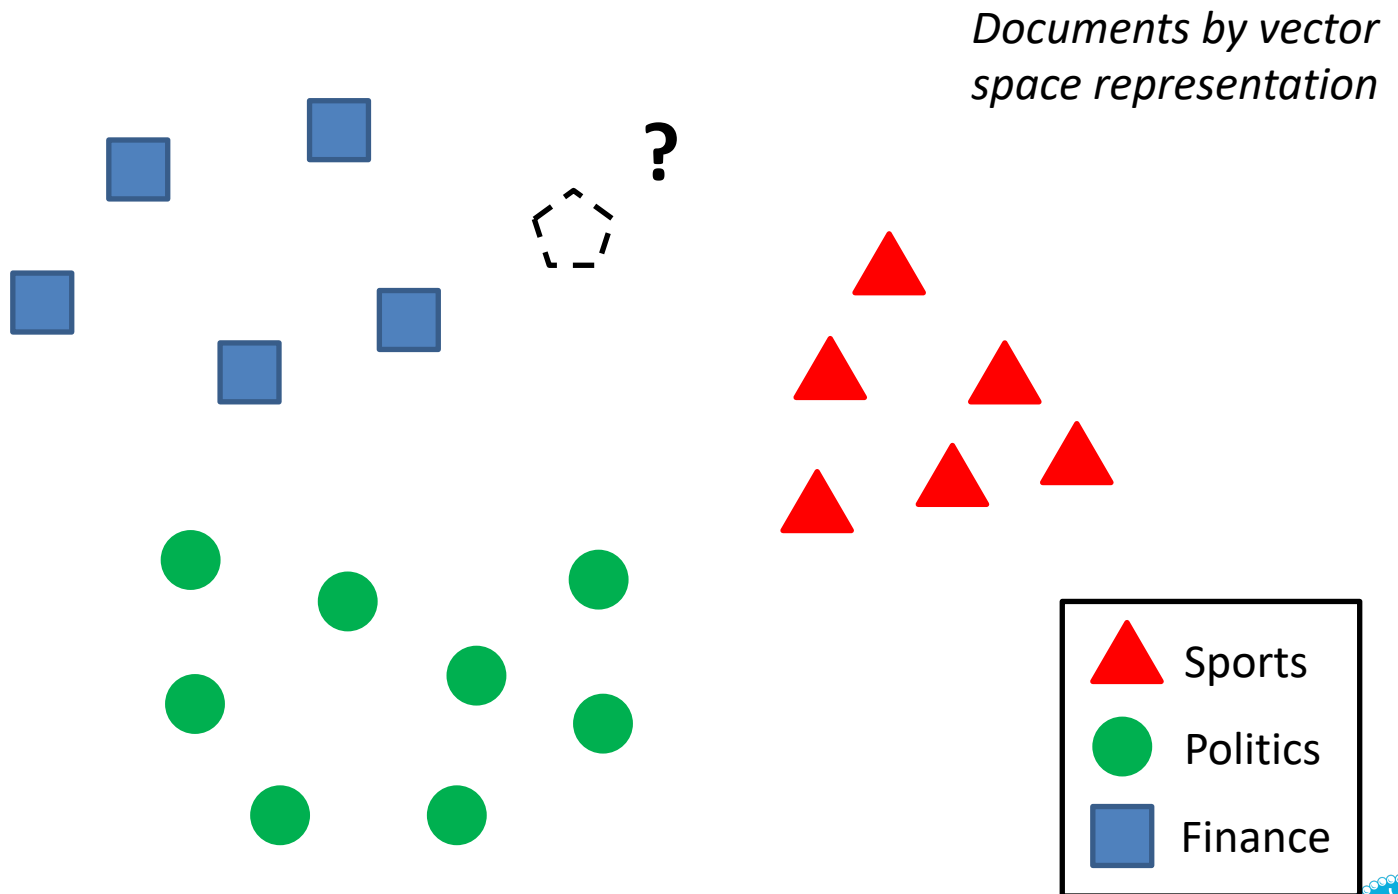 Documents by vector
space representation
?
Sports
Politics
Finance